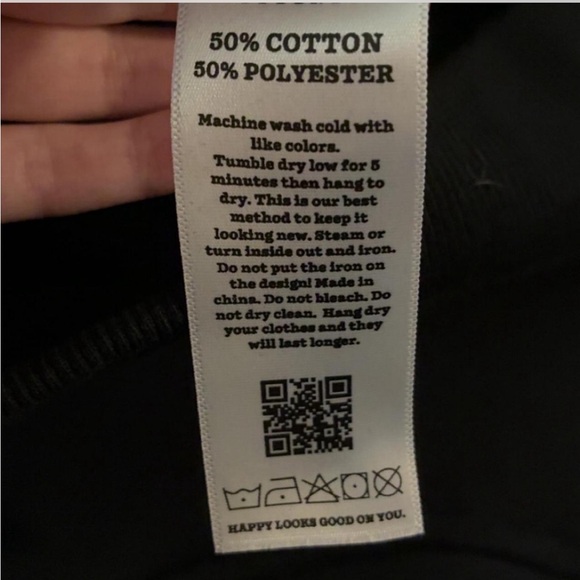 50% COTTON
50% POLYESTER
Machine wash cold with
like colors.
Tumble dry low for 5
minutes then hang to
dry. This is our best
method to keep it
looking new. Steam or
turn inside out and iron.
Do not put the iron on
the design! Made in
china. Do not bleach. Do
not dry clean. Hang dry
your clothes and they
will last longer.
HAPPY LOOKS GOOD ON YOU.